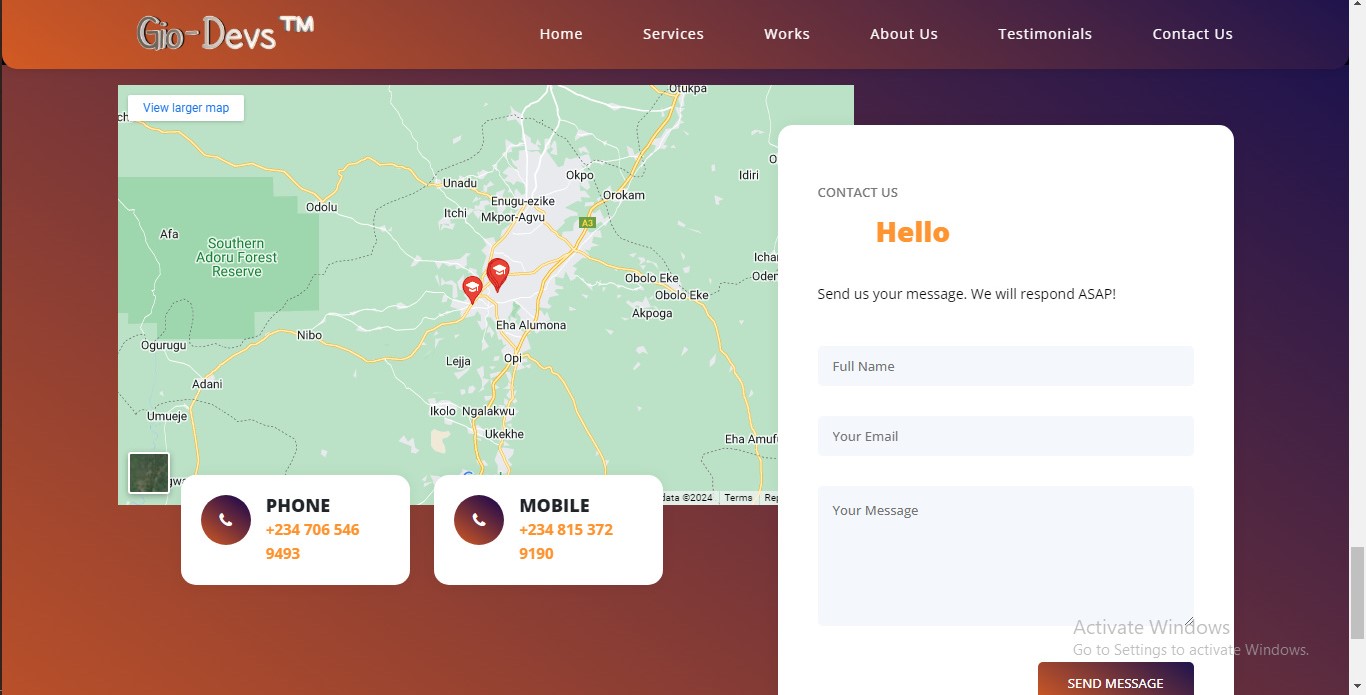 Gio-Devs™
Home Services Works About Us Testimonials Contact Us
View larger map
Otukpa
Idiri
Okpo
Unadu
Orokam
Enugu-ezike
Odolu
Itchi
Mkpor-Agvu
A3
Afa
Southern
Adoru Forest
Reserve
Obolo Eke
Obolo Eke
Akpoga
Eha Alumona
Nibo
Ogurugu
Lejja
Opi
Adani
Ikolo
Ngalakwu
Umueje
Ukekhe
Eha Amuf
data ©2024 Terms Rep
PHONE
+234 706 546
9493
MOBILE
+234 815 372
9190
CONTACT US
Hello
Send us your message. We will respond ASAP!
Full Name
Your Email
Your Message
SEND MESSAGE
Activate Windows
Go to Settings to activate Windows.